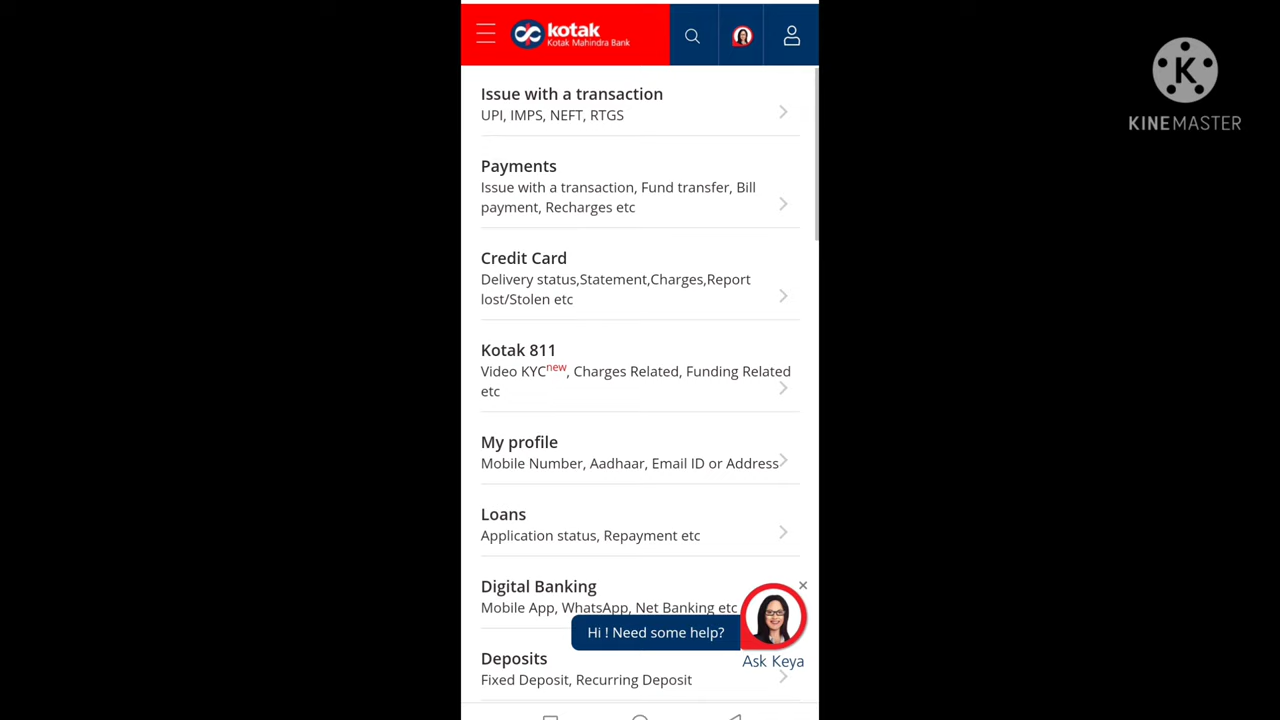 kotak
Kotak Mahindra Bank
K
KINEMASTER
Issue with a transaction
UPI, IMPS, NEFT, RTGS
Payments
Issue with a transaction, Fund transfer, Bill
payment, Recharges etc
Credit Card
Delivery status,Statement,Charges,Report
lost/Stolen etc
Kotak 811
Video KYCnew, Charges Related, Funding Related
etc
My profile
Mobile Number, Aadhaar, Email ID or Address
Loans
Application status, Repayment etc
Digital Banking
Mobile App, WhatsApp, Net Banking etc
Hi ! Need some help?
Ask Keya
Deposits
Fixed Deposit, Recurring Deposit